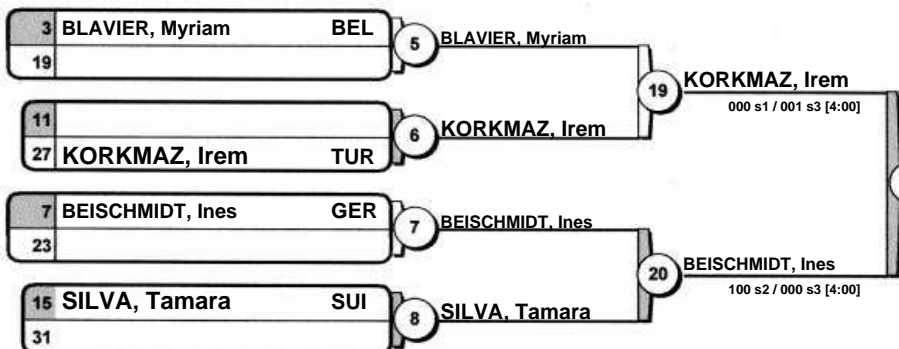 3 BLAVIER, Myriam BEL
19
5 BLAVIER, Myriam
11
27 KORKMAZ, Irem TUR
6 KORKMAZ, Irem
19 KORKMAZ, Irem
000 s1 / 001 s3 [4:00]
7 BEISCHMIDT, Ines GER
23
7 BEISCHMIDT, Ines
15 SILVA, Tamara SUI
31
8 SILVA, Tamara
20 BEISCHMIDT, Ines
100 s2 / 000 s3 [4:00]